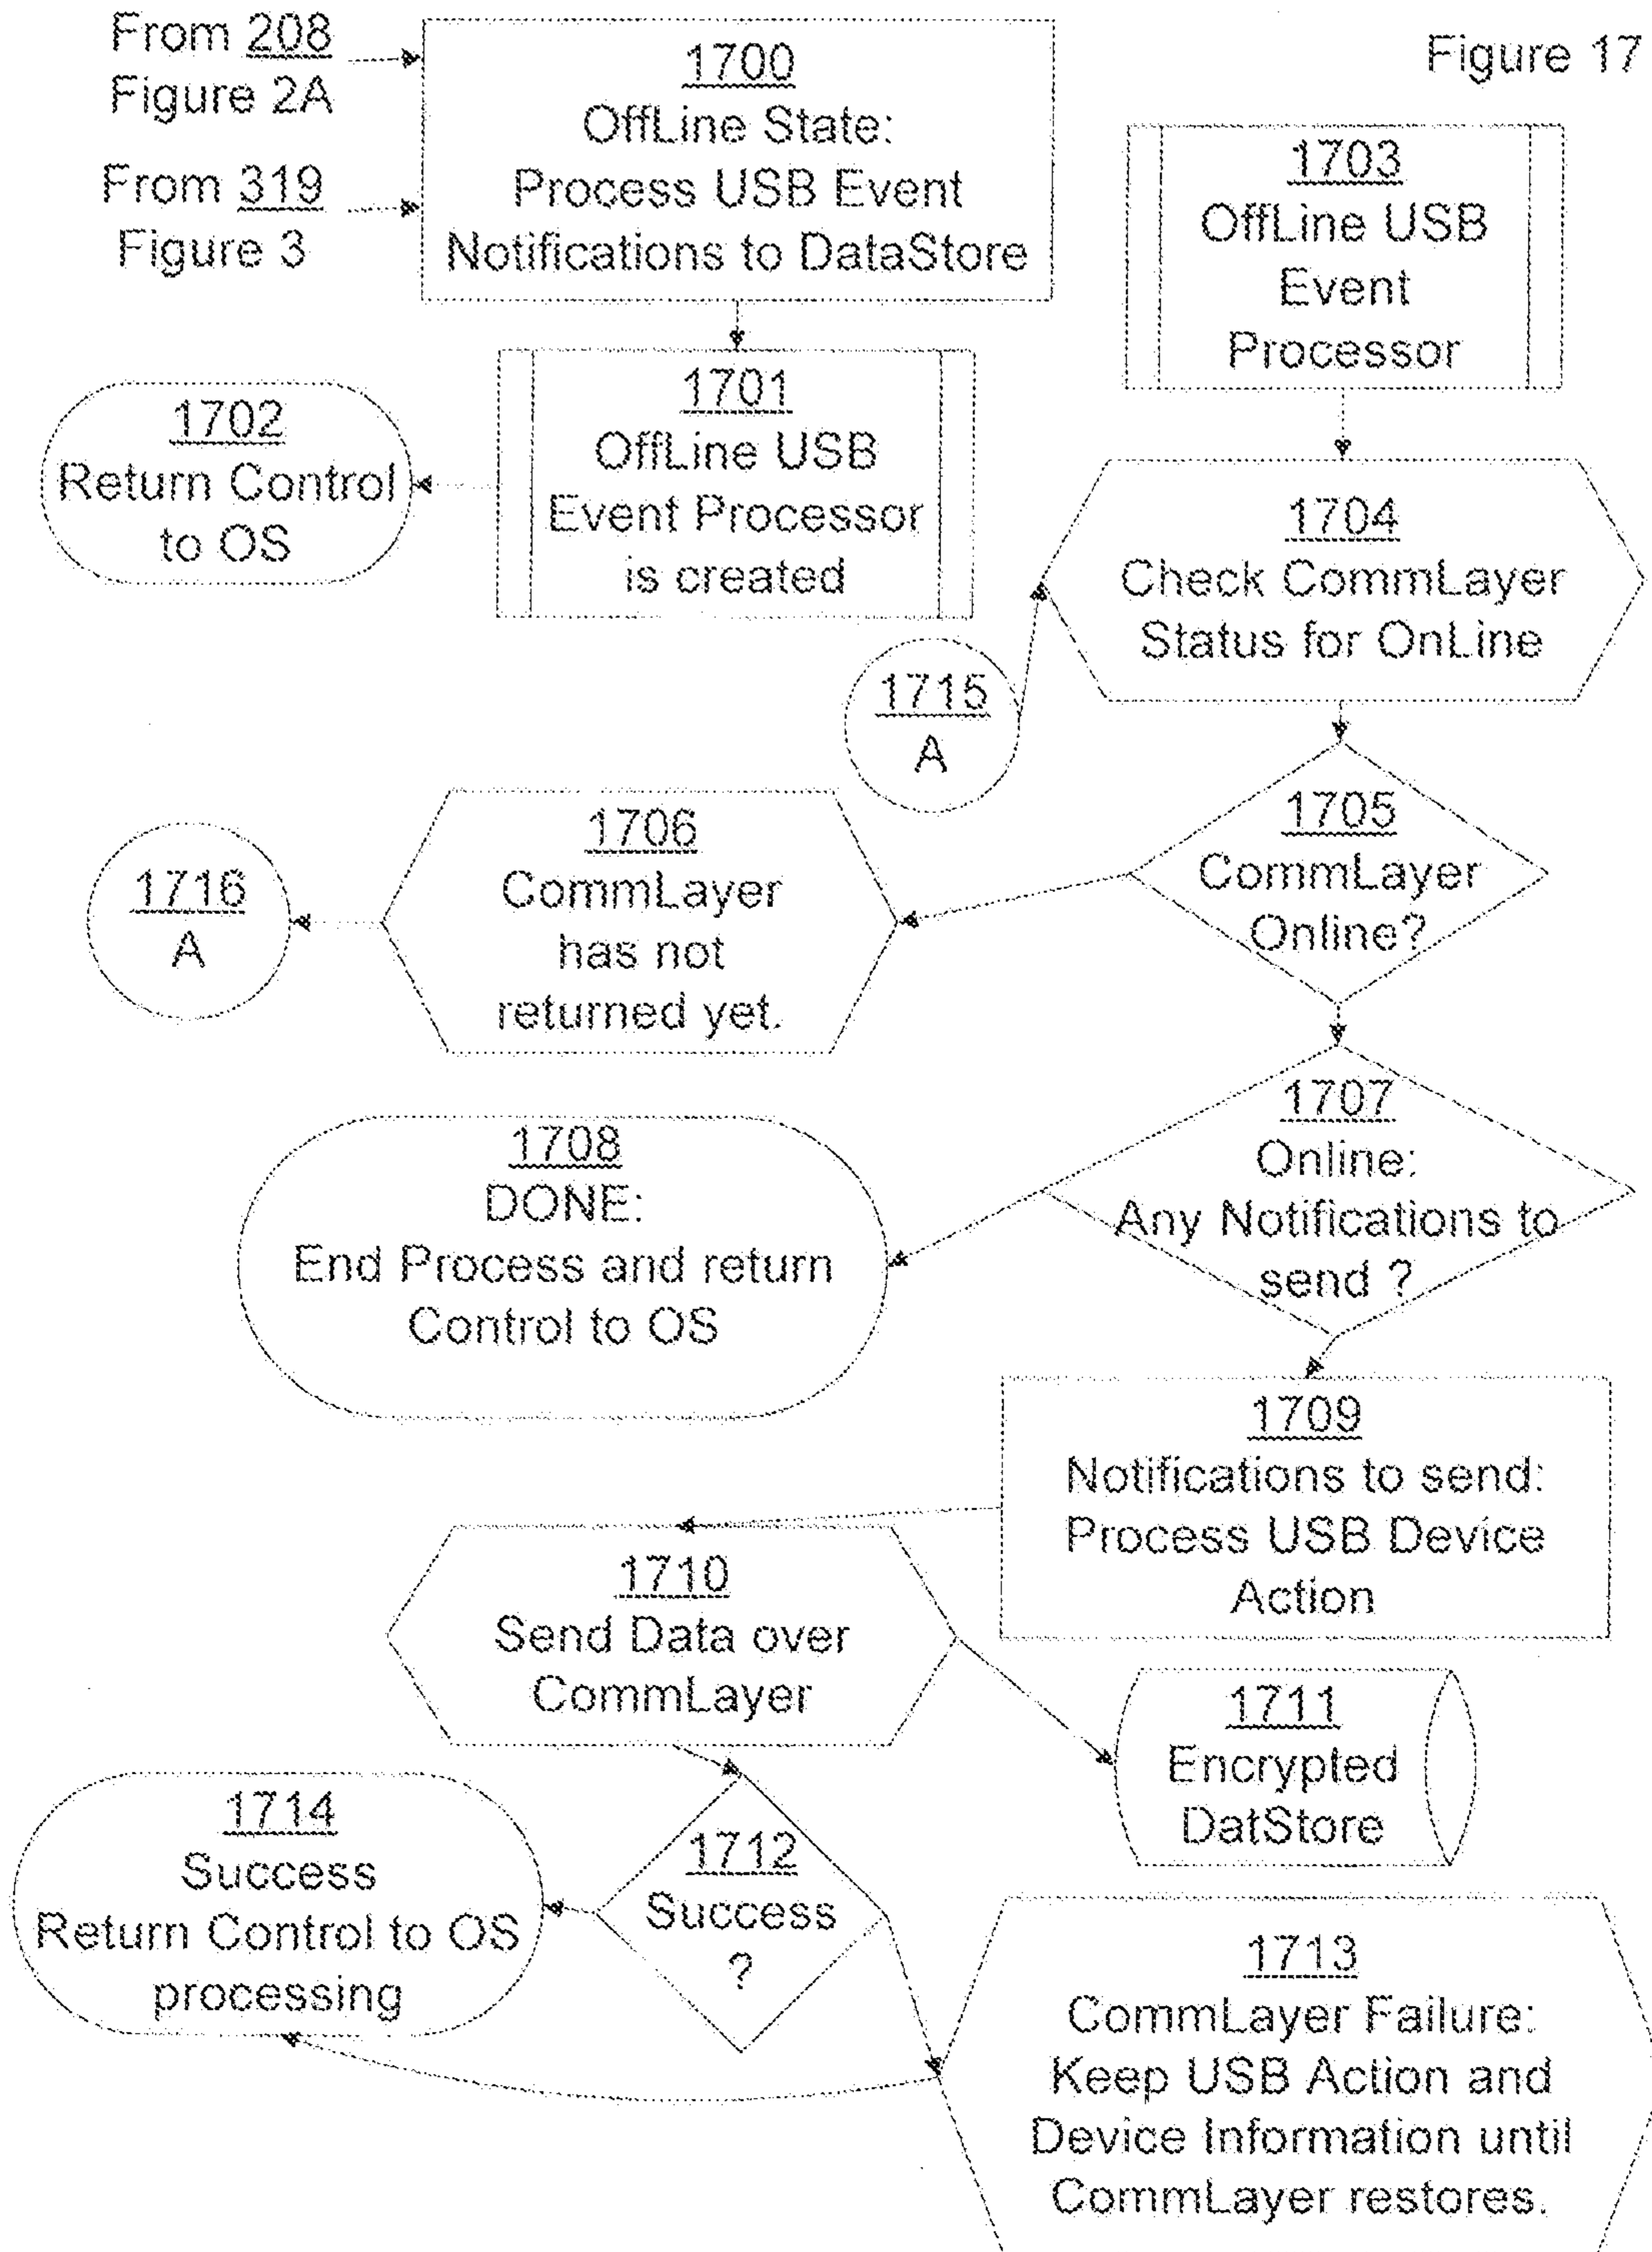 From 208
Figure 2A
From 319
Figure 3
1700
OffLine State:
Process USB Event
Notifications to DataStore
Figure 17
1703
OffLine USB
Event
Processor
1701
OffLine USB
Event Processor
is created
1702
Return Control
to OS
1704
Check CommLayer
Status for OnLine
1715
A
1705
CommLayer
Online?
1706
CommLayer
has not
returned yet.
1716
A
1707
Online:
Any Notifications to
send ?
1708
DONE:
End Process and return
Control to OS
1709
Notifications to send:
Process USB Device
Action
1710
Send Data over
CommLayer
1711
Encrypted
DatStore
1712
Success
?
1714
Success
Return Control to OS
processing
1713
CommLayer Failure:
Keep USB Action and
Device Information until
CommLayer restores.